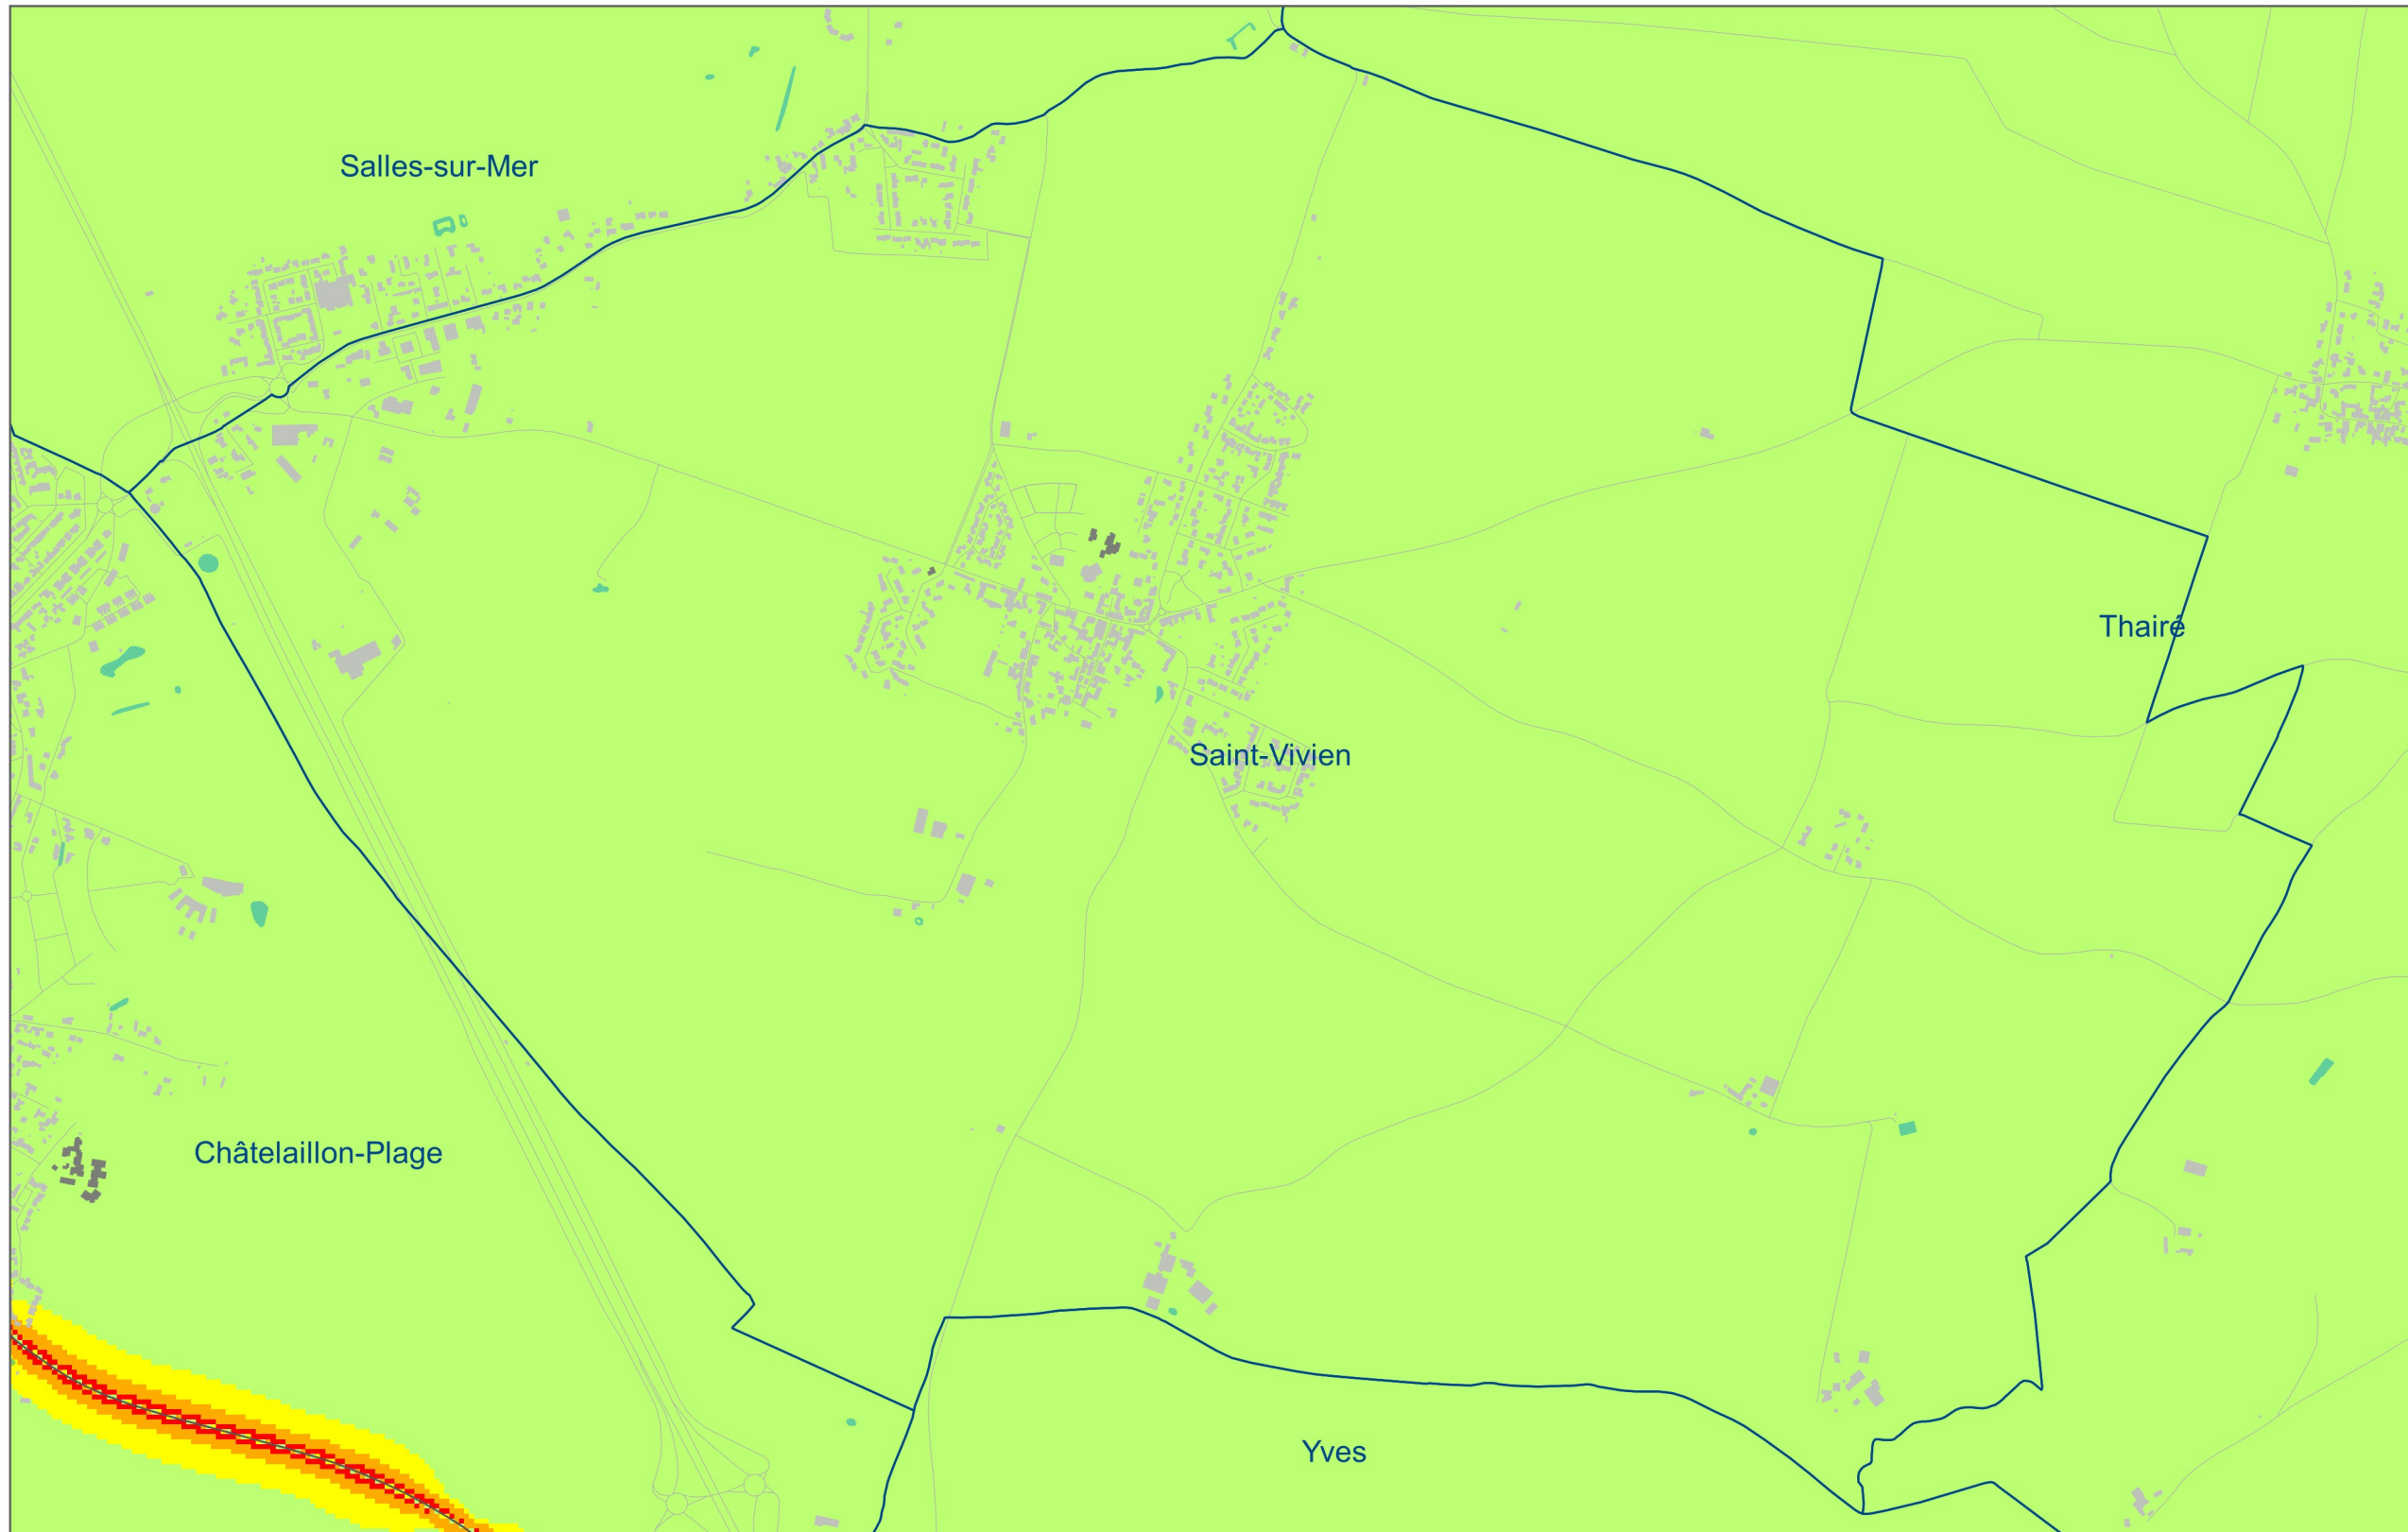 Salles-sur-Mer
Thairé
Saint-Vivien
Châtelaillon-Plage
Yves